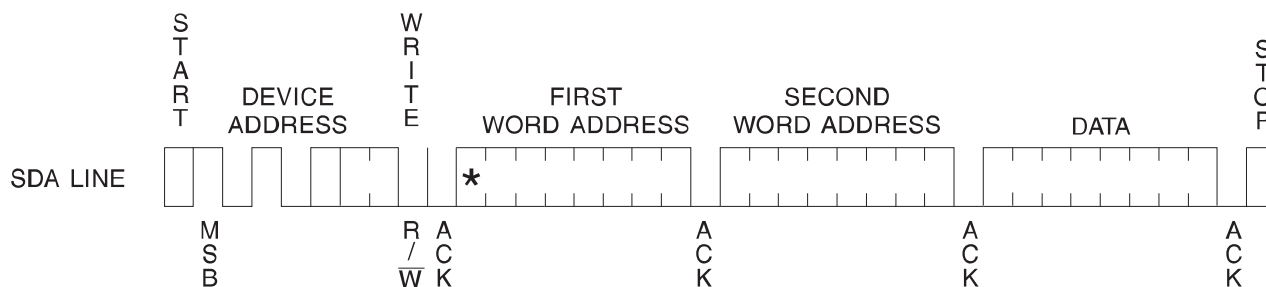 START
WRITE
STOP
DEVICE
ADDRESS
FIRST
WORD ADDRESS
SECOND
WORD ADDRESS
DATA
SDA LINE
*
MSB
R/W
ACK
ACK
ACK
ACK